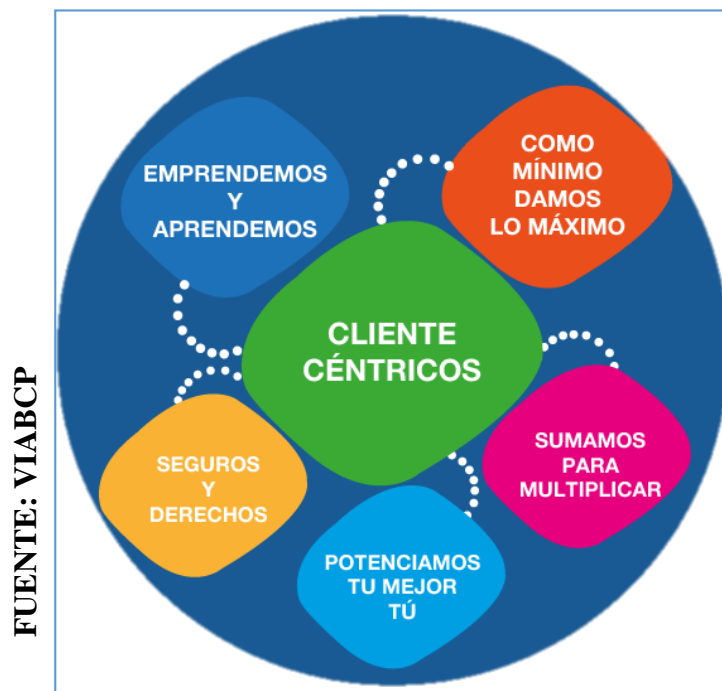 EMPRENDEMOS
Y
APRENDEMOS
COMO
MÍNIMO
DAMOS
LO MÁXIMO
CLIENTE
CÉNTRICOS
SEGUROS
Y
DERECHOS
SUMAMOS
PARA
MULTIPLICAR
POTENCIAMOS
TU MEJOR
TÚ
FUENTE: VIABCP